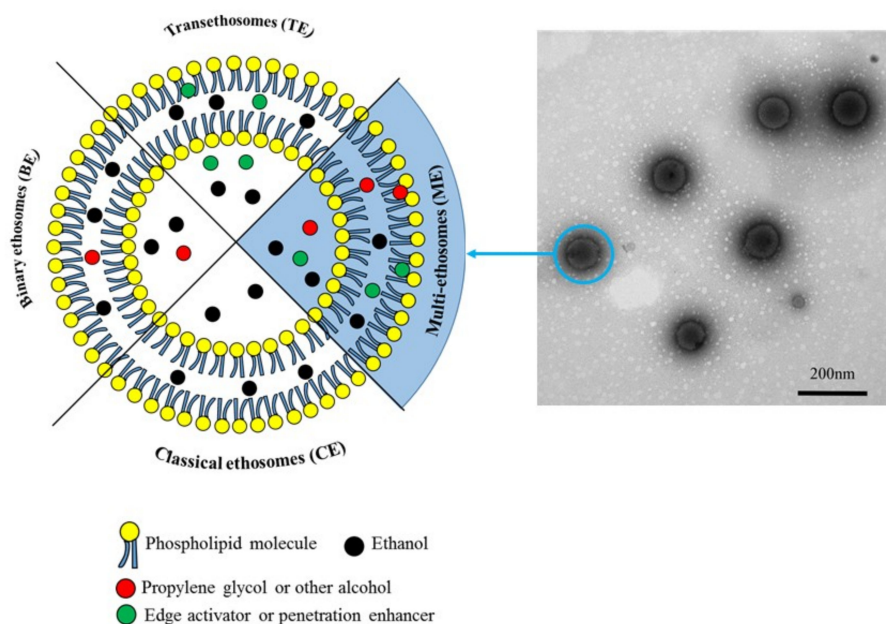 Transethosomes (TE)
Binary ethosomes (BE)
Multi-ethosomes (ME)
Classical ethosomes (CE)
200nm
Phospholipid molecule
Ethanol
Propylene glycol or other alcohol
Edge activator or penetration enhancer